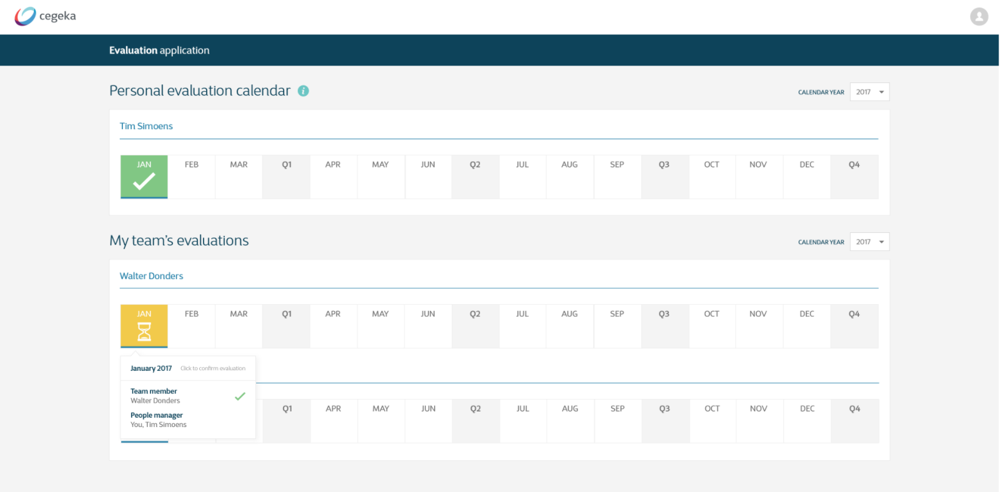 cegeka
Evaluation application
Personal evaluation calendar i
CALENDAR YEAR 2017
Tim Simoens
JAN FEB MAR Q1 APR MAY JUN Q2 JUL AUG SEP Q3 OCT NOV DEC Q4
My team's evaluations
CALENDAR YEAR 2017
Walter Donders
JAN FEB MAR Q1 APR MAY JUN Q2 JUL AUG SEP Q3 OCT NOV DEC Q4
January 2017 Click to confirm evaluation
Team member
Walter Donders
People manager
You, Tim Simoens
Q1 APR MAY JUN Q2 JUL AUG SEP Q3 OCT NOV DEC Q4